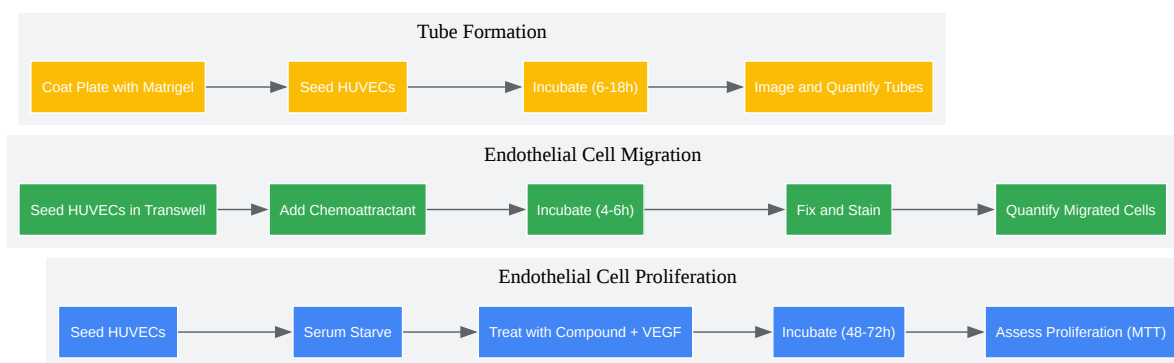 Tube Formation
Coat Plate with Matrigel
Seed HUVECs
Incubate (6-18h)
Image and Quantify Tubes
Endothelial Cell Migration
Seed HUVECs in Transwell
Add Chemoattractant
Incubate (4-6h)
Fix and Stain
Quantify Migrated Cells
Endothelial Cell Proliferation
Seed HUVECs
Serum Starve
Treat with Compound + VEGF
Incubate (48-72h)
Assess Proliferation (MTT)